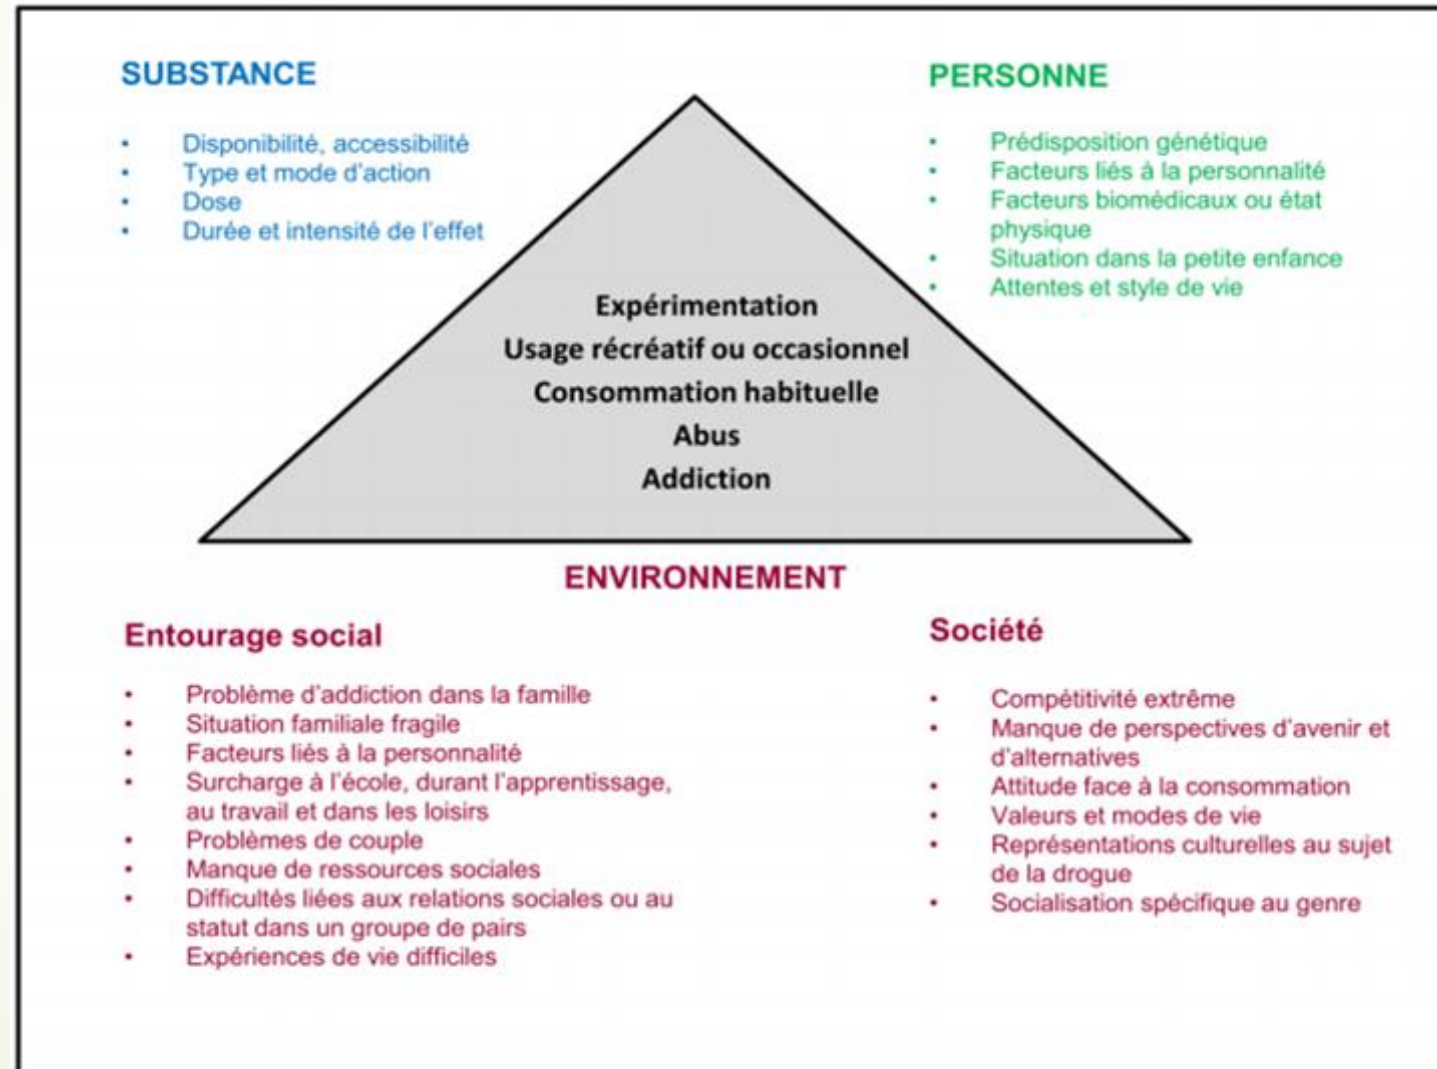 SUBSTANCE
• Disponibilité, accessibilité
• Type et mode d'action
• Dose
• Durée et intensité de l'effet
PERSONNE
• Prédisposition génétique
• Facteurs liés à la personnalité
• Facteurs biomédicaux ou état
physique
• Situation dans la petite enfance
• Attentes et style de vie
Expérimentation
Usage récréatif ou occasionnel
Consommation habituelle
Abus
Addiction
ENVIRONNEMENT
Entourage social
• Problème d'addiction dans la famille
• Situation familiale fragile
• Facteurs liés à la personnalité
• Surcharge à l'école, durant l'apprentissage,
au travail et dans les loisirs
• Problèmes de couple
• Manque de ressources sociales
• Difficultés liées aux relations sociales ou au
statut dans un groupe de pairs
• Expériences de vie difficiles
Société
• Compétitivité extrême
• Manque de perspectives d'avenir et
d'alternatives
• Attitude face à la consommation
• Valeurs et modes de vie
• Représentations culturelles au sujet
de la drogue
• Socialisation spécifique au genre